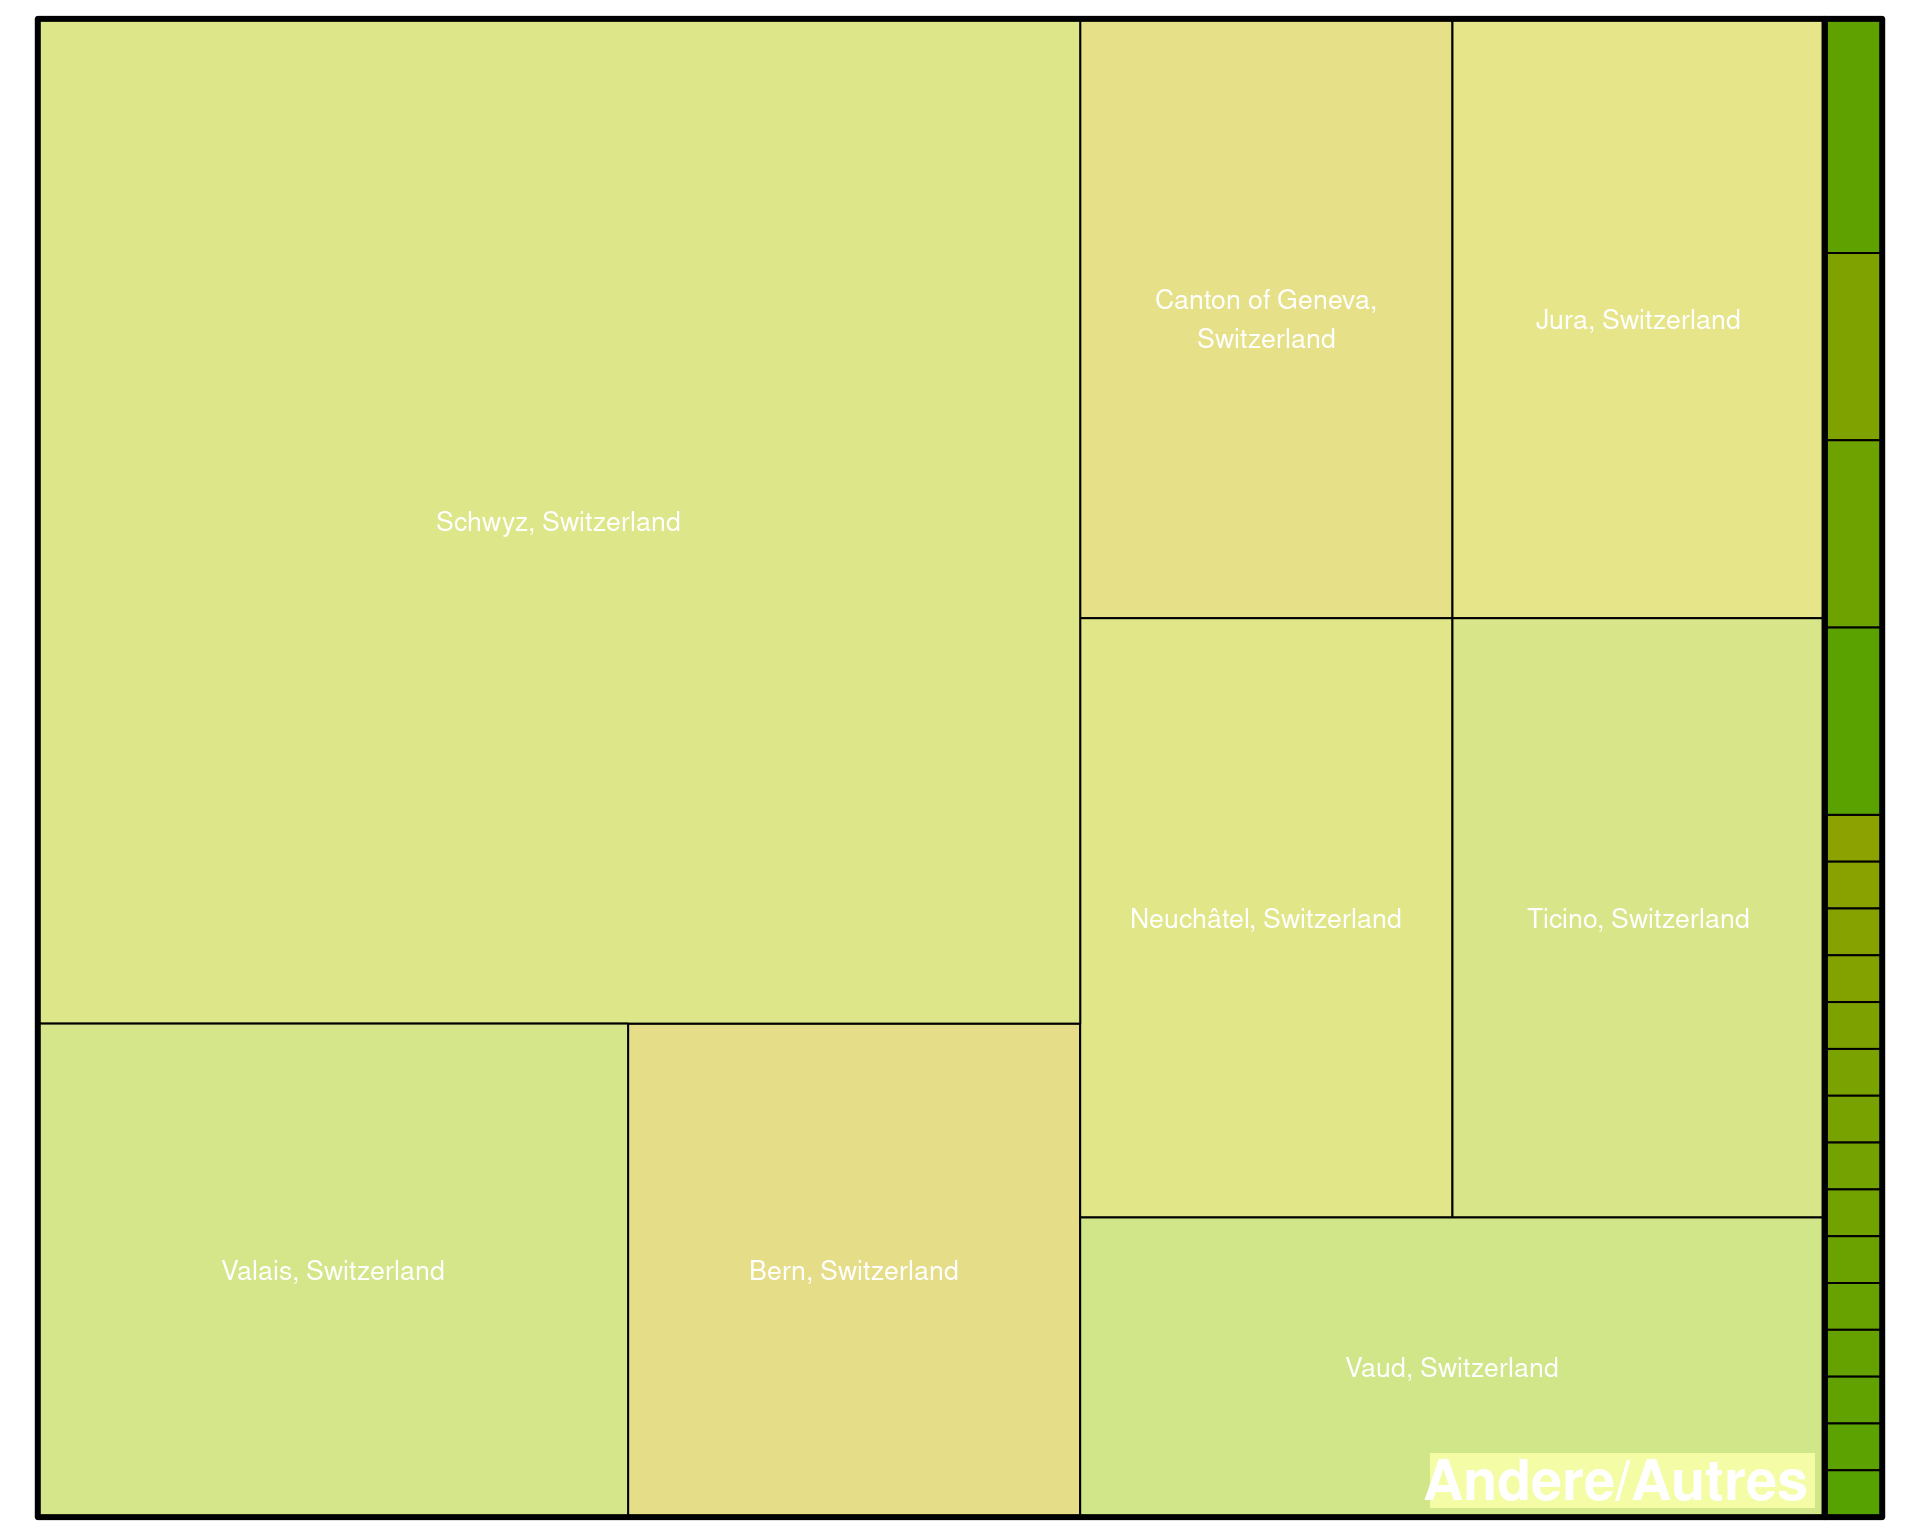 Schwyz, Switzerland
Canton of Geneva,
Switzerland
Jura, Switzerland
Neuchâtel, Switzerland
Ticino, Switzerland
Valais, Switzerland
Bern, Switzerland
Vaud, Switzerland
Andere/Autres